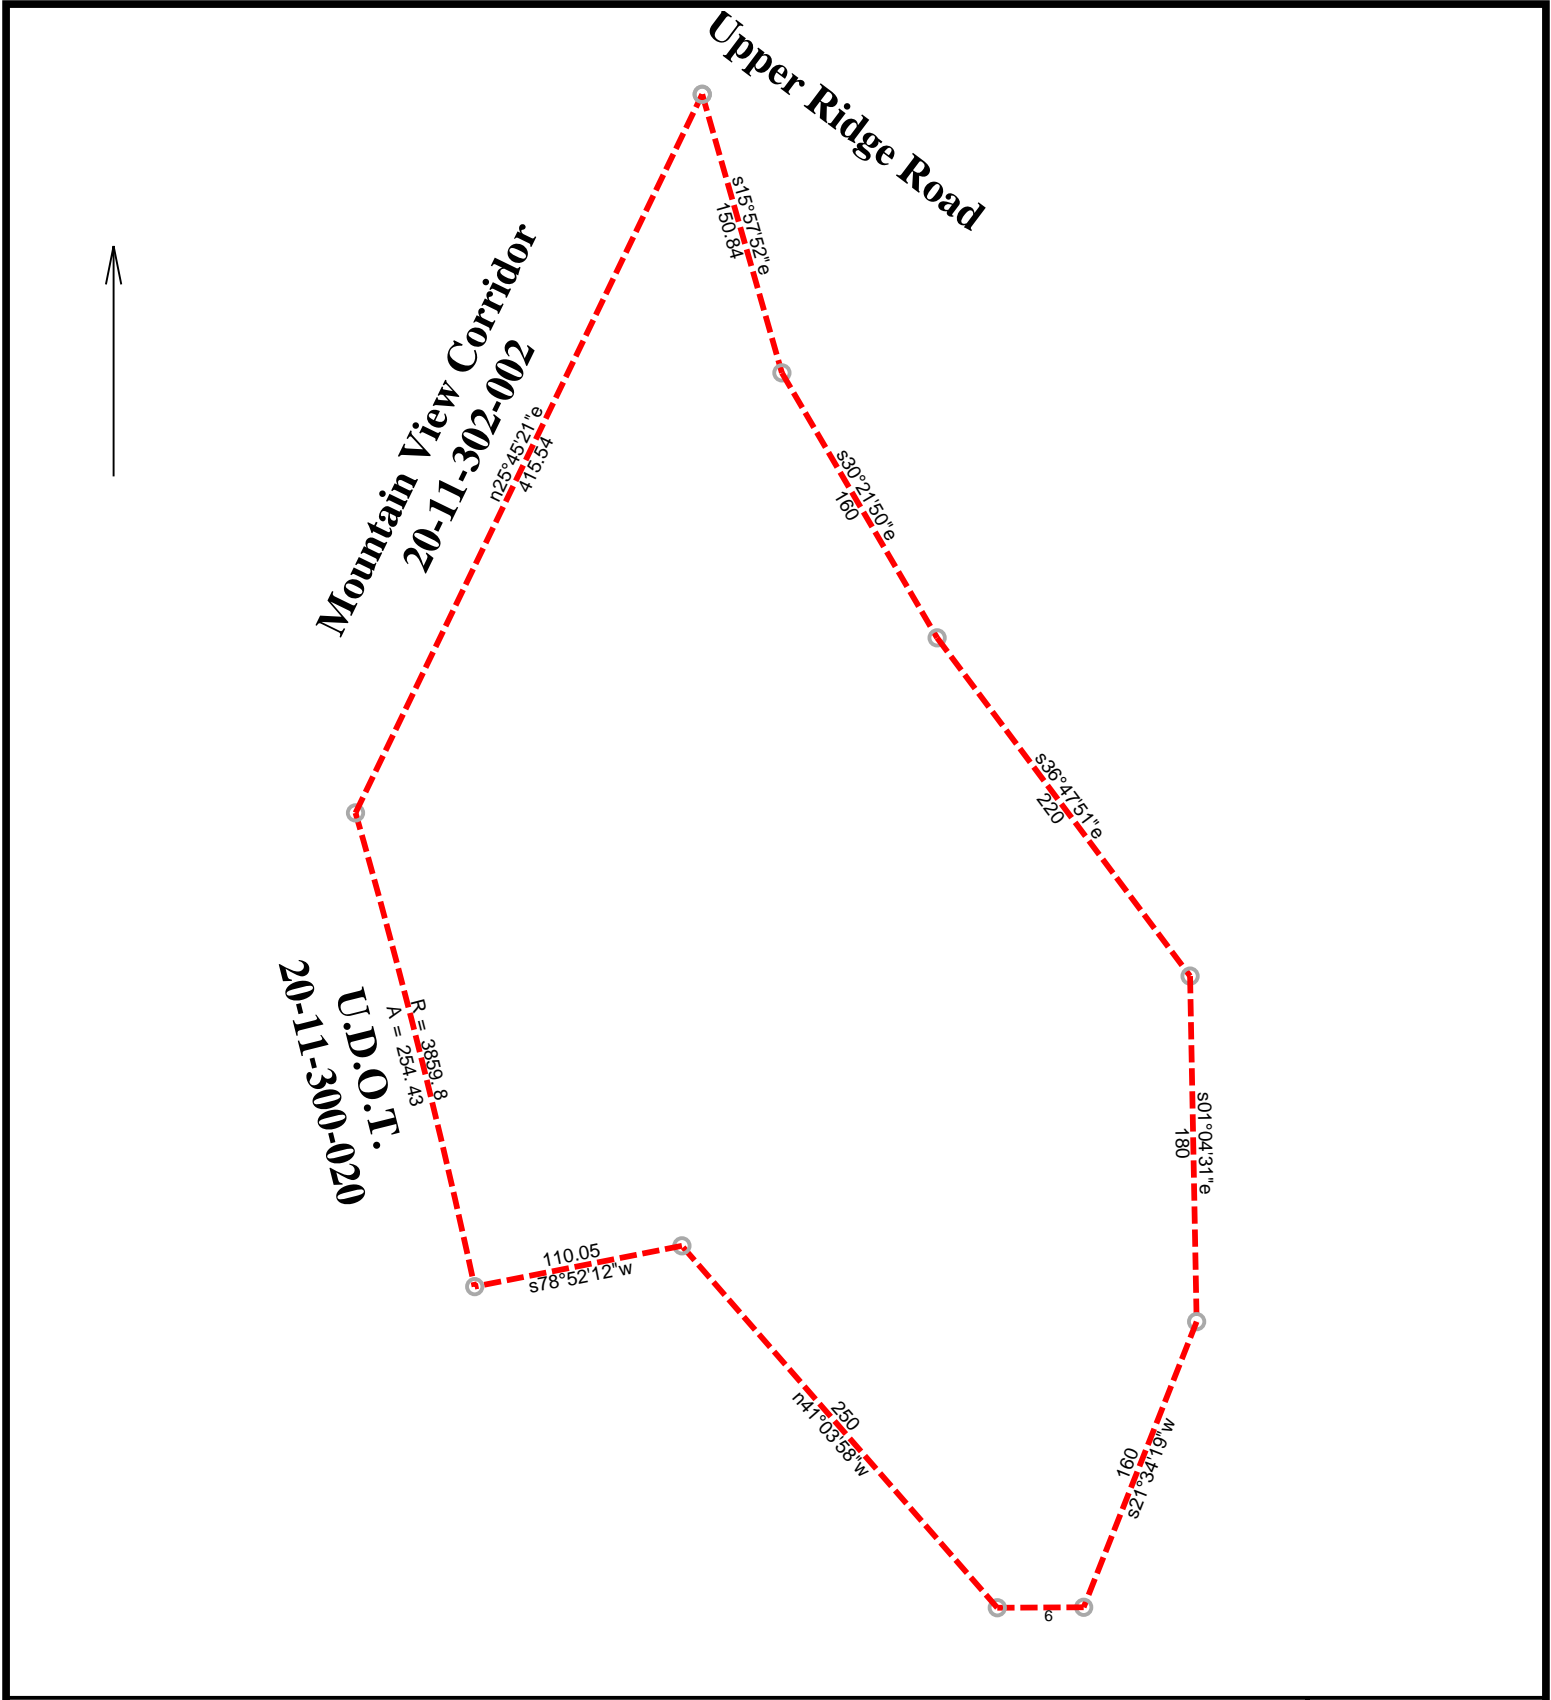 Upper Ridge Road
s15°57'52"e
150.84
Mountain View Corridor
20-11-302-002
n25°45'21"e
415.54
s30°21'50"e
160
s36°47'51"e
220
U.D.O.T.
20-11-300-020
R = 3859.8
A = 254.43
s01°04'31"e
180
110.05
s78°52'12"w
250
n41°03'58"w
160
s21°34'19"w
6